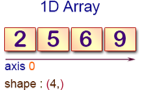 1D Array
2 5 6 9
axis 0
shape : (4,)